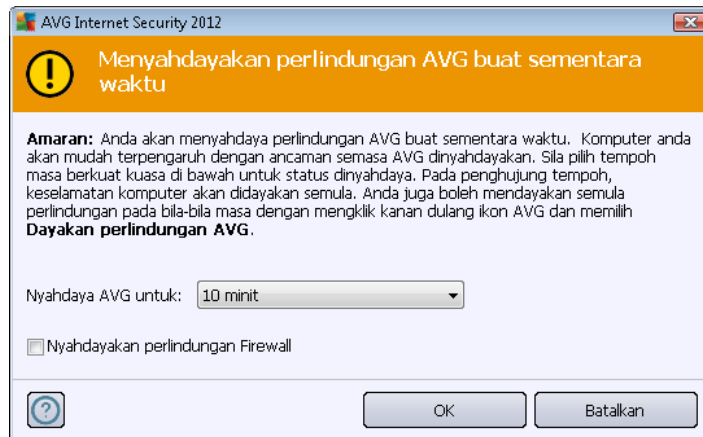 AVG Internet Security 2012
Menyahdayakan perlindungan AVG buat sementara
waktu
Amaran: Anda akan menyahdaya perlindungan AVG buat sementara waktu. Komputer anda
akan mudah terpengaruh dengan ancaman semasa AVG dinyahdayakan. Sila pilih tempoh
masa berkuat kuasa di bawah untuk status dinyahdaya. Pada penghujung tempoh,
keselamatan komputer akan didayakan semula. Anda juga boleh mendayakan semula
perlindungan pada bila-bila masa dengan mengklik kanan dulang ikon AVG dan memilih
Dayakan perlindungan AVG.
Nyahdaya AVG untuk: 10 minit
Nyahdayakan perlindungan Firewall
OK Batalkan